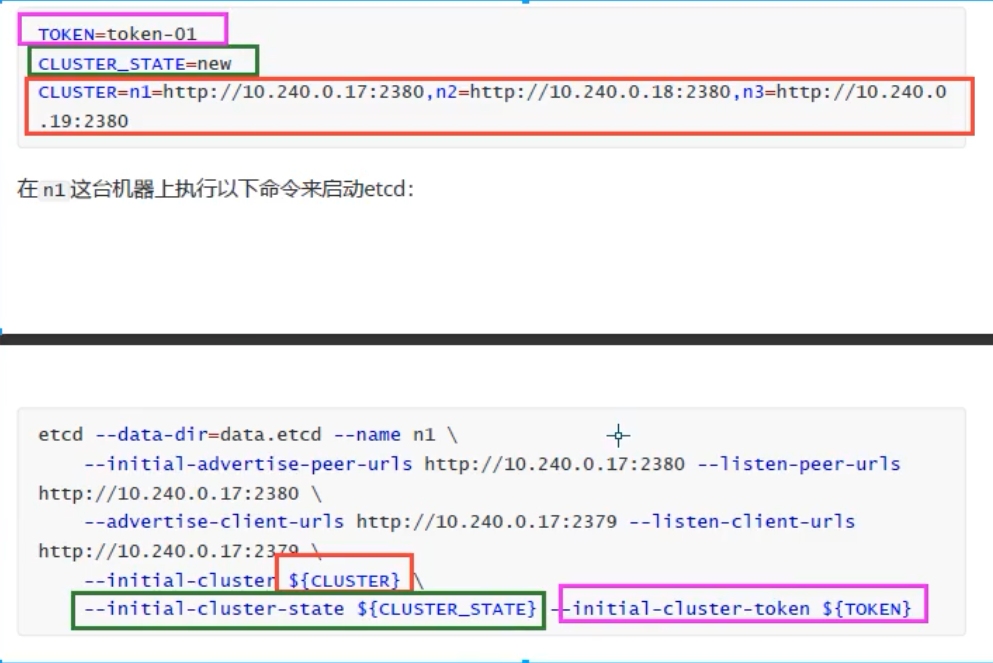 TOKEN=token-01
CLUSTER_STATE=new
CLUSTER=n1=http://10.240.0.17:2380,n2=http://10.240.0.18:2380,n3=http://10.240.0
.19:2380
在n1这台机器上执行以下命令来启动etcd：
etcd --data-dir=data.etcd --name n1 \
--initial-advertise-peer-urls http://10.240.0.17:2380 --listen-peer-urls
http://10.240.0.17:2380 \
--advertise-client-urls http://10.240.0.17:2379 --listen-client-urls
http://10.240.0.17:2379 \
--initial-cluster ${CLUSTER} \
--initial-cluster-state ${CLUSTER_STATE} --initial-cluster-token ${TOKEN}